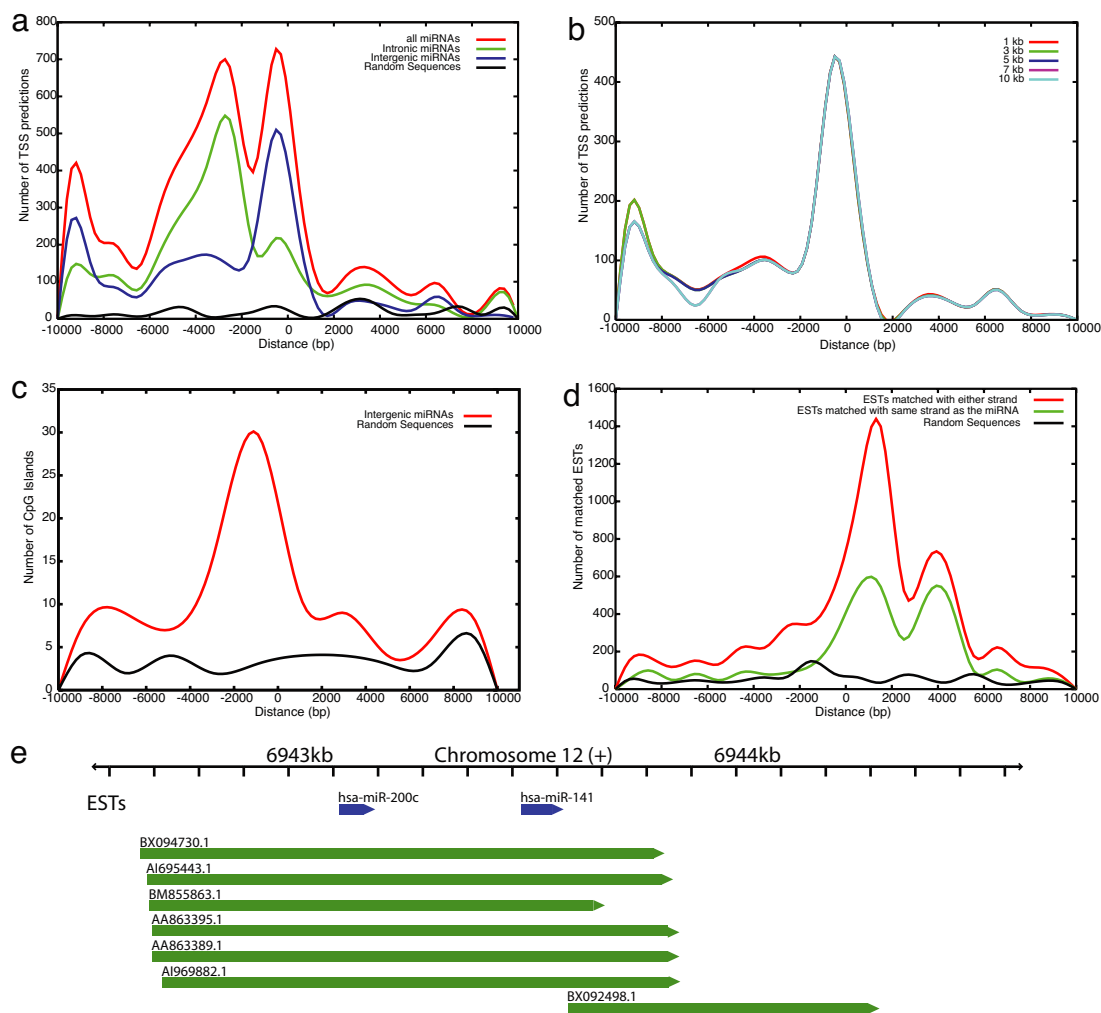 a
800
700
600
500
400
300
200
100
0
Number of TSS predictions
all miRNAs
Intronic miRNAs
Intergenic miRNAs
Random Sequences
-10000 -8000 -6000 -4000 -2000 0 2000 4000 6000 8000 10000
Distance (bp)
b
500
400
300
200
100
0
Number of TSS predictions
1 kb
3 kb
5 kb
7 kb
10 kb
-10000 -8000 -6000 -4000 -2000 0 2000 4000 6000 8000 10000
Distance (bp)
c
35
30
25
20
15
10
5
0
Number of CpG Islands
Intergenic miRNAs
Random Sequences
-10000 -8000 -6000 -4000 -2000 0 2000 4000 6000 8000 10000
Distance (bp)
d
1600
1400
1200
1000
800
600
400
200
0
Number of matched ESTs
ESTs matched with either strand
ESTs matched with same strand as the miRNA
Random Sequences
-10000 -8000 -6000 -4000 -2000 0 2000 4000 6000 8000 10000
Distance (bp)
e
6943kb Chromosome 12 (+) 6944kb
ESTs
hsa-miR-200c hsa-miR-141
BX094730.1
AI695443.1
BM855863.1
AA863395.1
AA863389.1
AI969882.1
BX092498.1